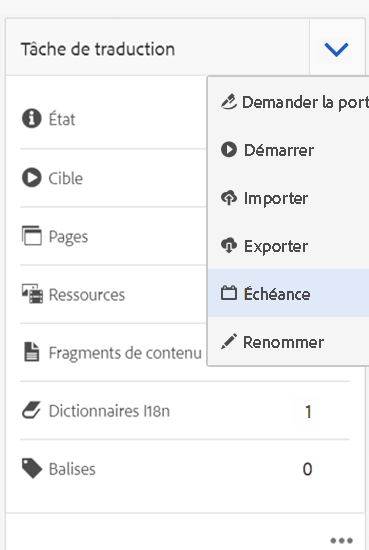 Tâche de traduction
Demander la port
État
Démarrer
Cible
Importer
Pages
Exporter
Ressources
Échéance
Fragments de contenu
Renommer
Dictionnaires I18n 1
Balises 0